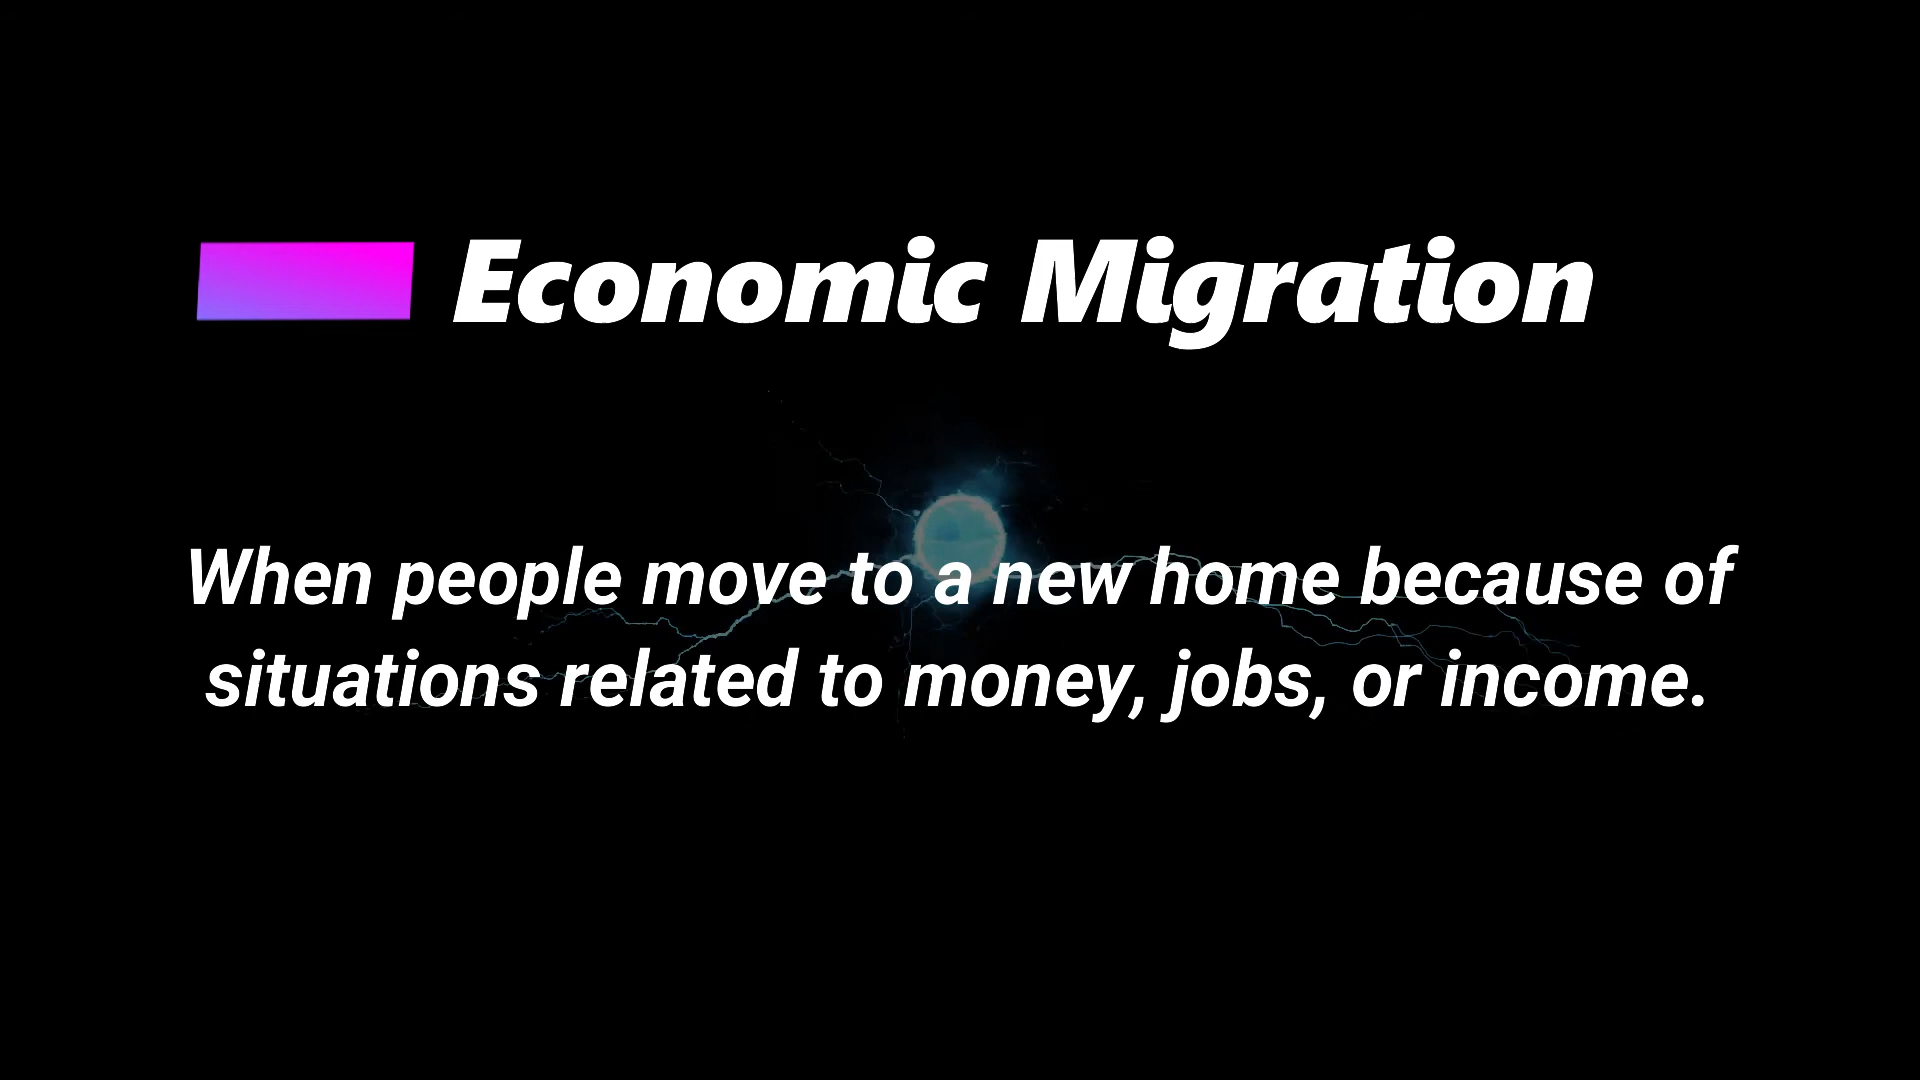 Economic Migration
When people move to a new home because of
situations related to money, jobs, or income.